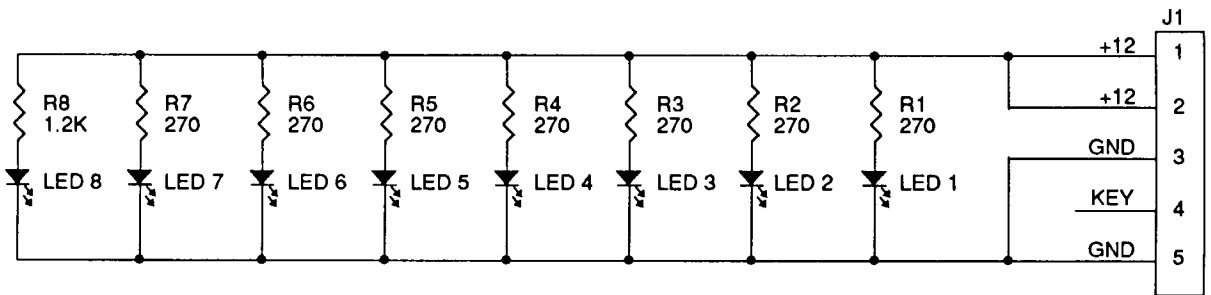 J1
+12 1
R8 1.2K
R7 270
R6 270
R5 270
R4 270
R3 270
R2 270
R1 270
+12 2
GND 3
LED 8
LED 7
LED 6
LED 5
LED 4
LED 3
LED 2
LED 1
KEY 4
GND 5